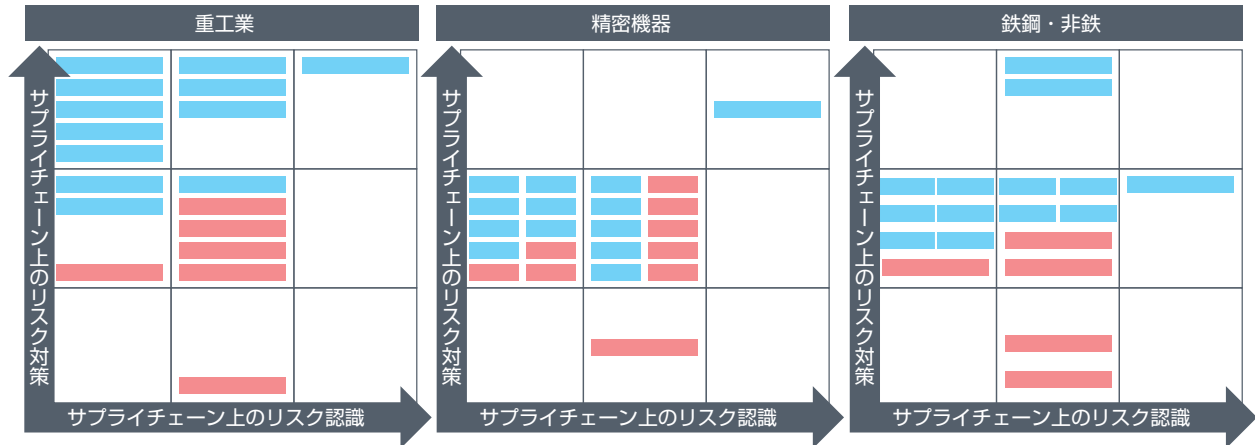 重工業
精密機器
鉄鋼・非鉄
サプライチェーン上のリスク対策
サプライチェーン上のリスク対策
サプライチェーン上のリスク対策
サプライチェーン上のリスク認識
サプライチェーン上のリスク認識
サプライチェーン上のリスク認識